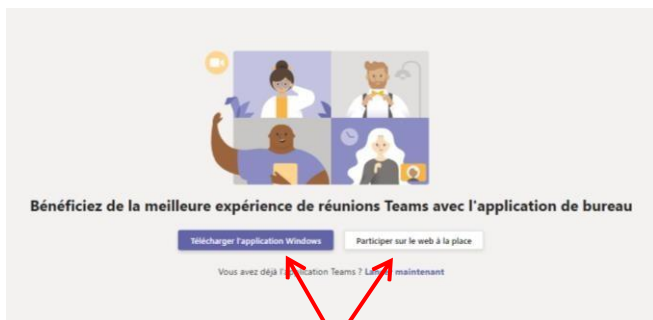 Bénéficiez de la meilleure expérience de réunions Teams avec l'application de bureau
Télécharger l'application Windows
Participer sur le web à la place
Vous avez déjà l'application Teams ? Lancer maintenant